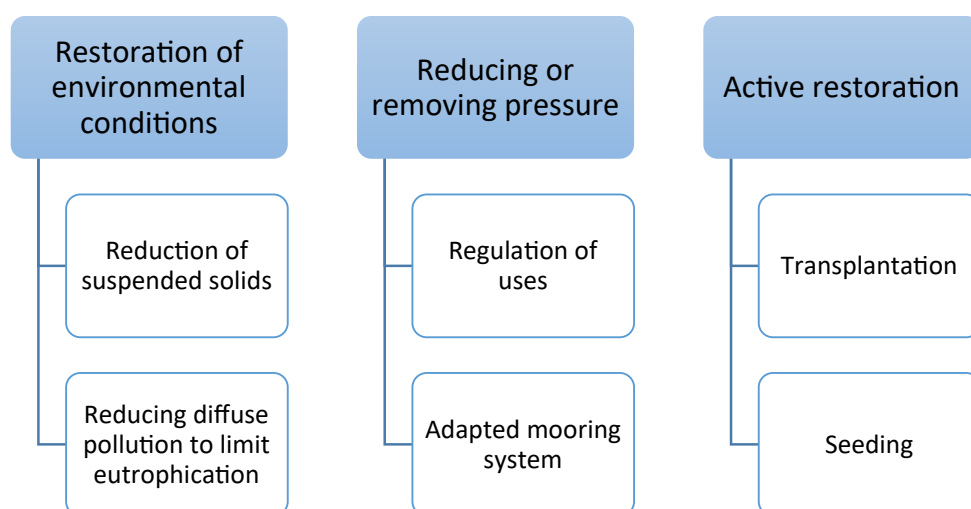 Restoration of
environmental
conditions
Reduction of
suspended solids
Reducing diffuse
pollution to limit
eutrophication
Reducing or
removing pressure
Regulation of
uses
Adapted mooring
system
Active restoration
Transplantation
Seeding